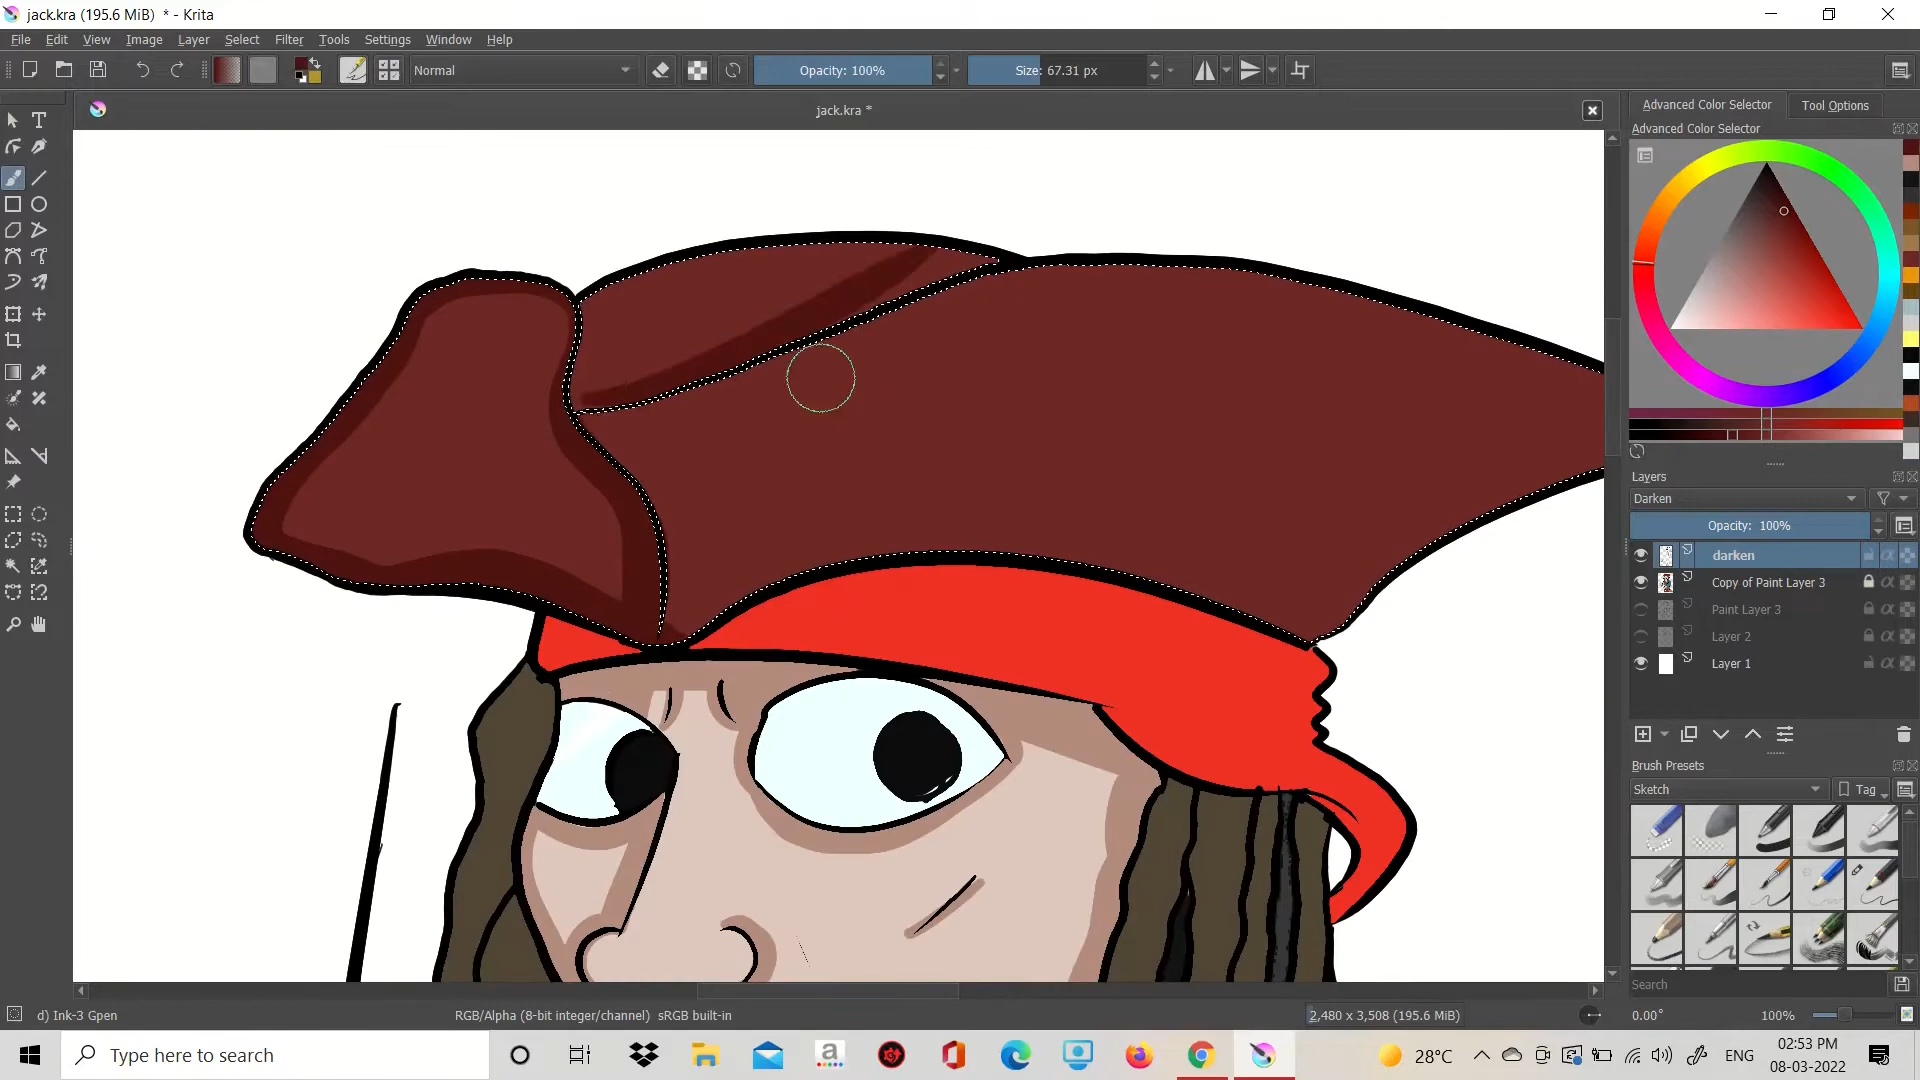 jack.kra (195.6 MiB)  * - Krita
File Edit View Image Layer Select Filter Tools Settings Window Help
Normal
Opacity: 100%
Size: 67.31 px
jack.kra *
Advanced Color Selector
Tool Options
Advanced Color Selector
Layers
Darken
Opacity:  100%
darken
Copy of Paint Layer 3
Paint Layer 3
Layer 2
Layer 1
Brush Presets
Sketch
Tag
Search
d) Ink-3 Gpen
RGB/Alpha (8-bit integer/channel)  sRGB built-in
2,480 x 3,508 (195.6 MiB)
0.00°
100%
Type here to search
28°C
ENG
02:53 PM
08-03-2022